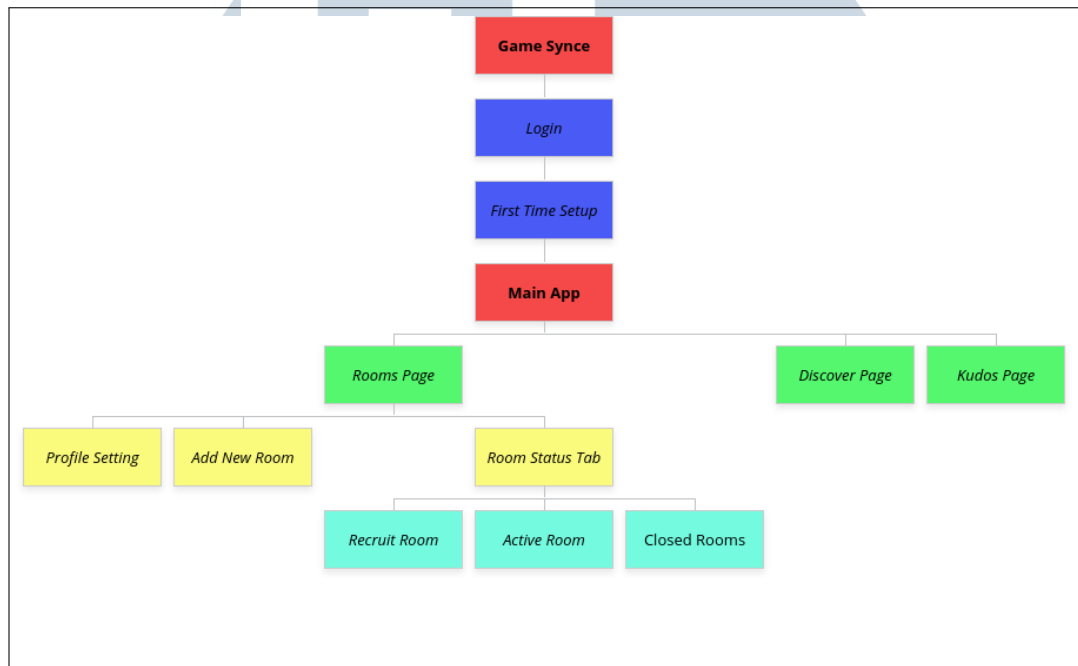 Game Synce
Login
First Time Setup
Main App
Rooms Page
Discover Page
Kudos Page
Profile Setting
Add New Room
Room Status Tab
Recruit Room
Active Room
Closed Rooms